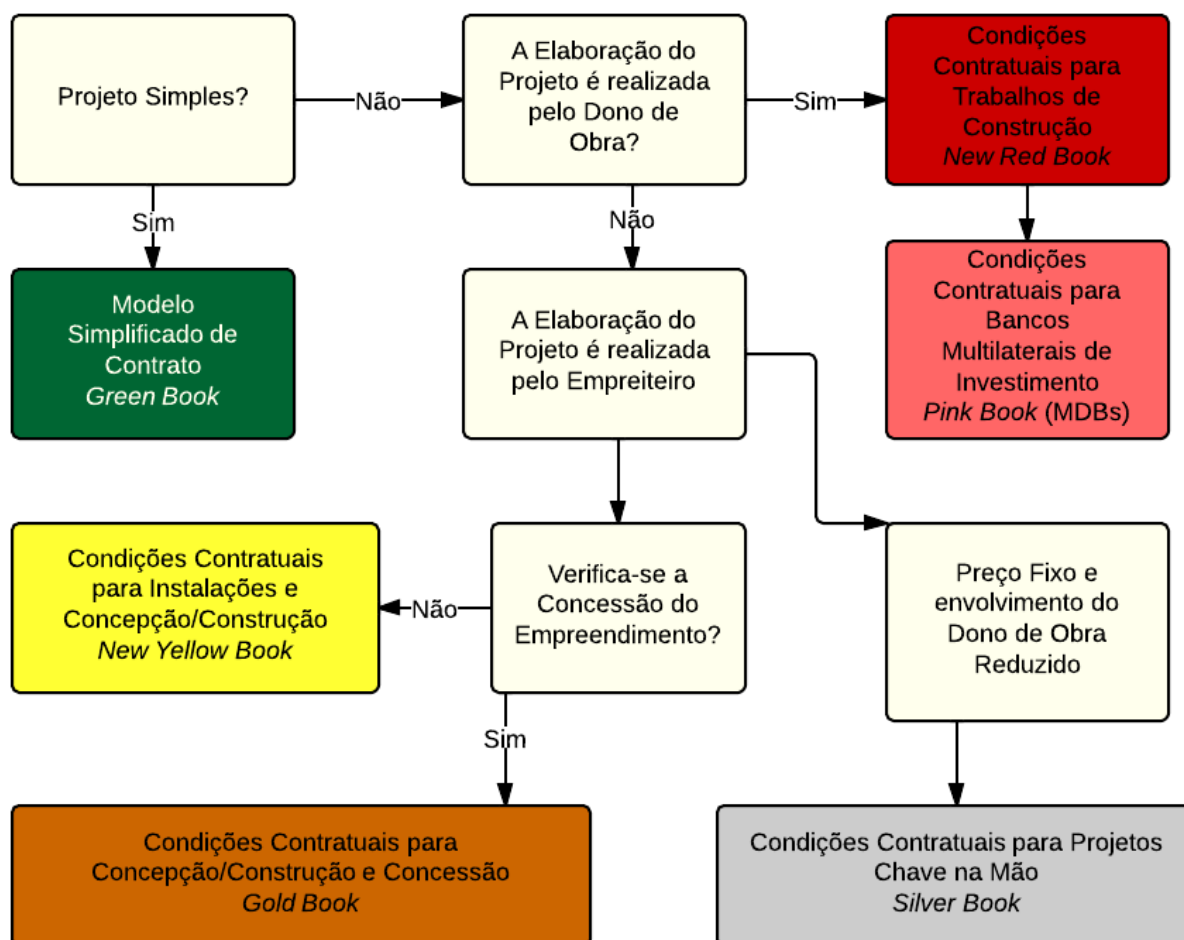 Projeto Simples?
Não
A Elaboração do
Projeto é realizada
pelo Dono de
Obra?
Sim
Condições
Contratuais para
Trabalhos de
Construção
New Red Book
Sim
Não
Modelo
Simplificado de
Contrato
Green Book
A Elaboração do
Projeto é realizada
pelo Empreiteiro
Condições
Contratuais para
Bancos
Multilaterais de
Investimento
Pink Book (MDBs)
Condições Contratuais
para Instalações e
Concepção/Construção
New Yellow Book
Não
Verifica-se a
Concessão do
Empreendimento?
Preço Fixo e
envolvimento do
Dono de Obra
Reduzido
Sim
Condições Contratuais para
Concepção/Construção e Concessão
Gold Book
Condições Contratuais para Projetos
Chave na Mão
Silver Book